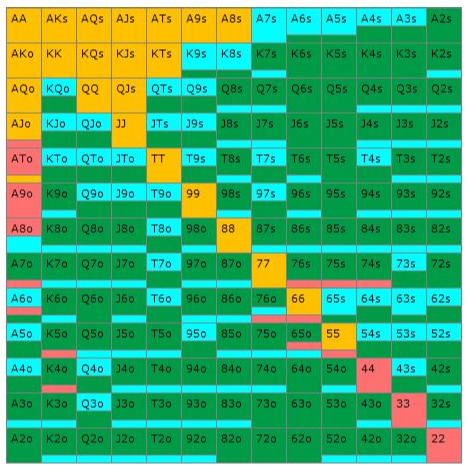 AA AKs AQs AJs ATs A9s A8s A7s A6s A5s A4s A3s A2s
AKo KK KQs KJs KTs K9s K8s K7s K6s K5s K4s K3s K2s
AQo KQo QQ QJs QTs Q9s Q8s Q7s Q6s Q5s Q4s Q3s Q2s
AJo KJo QJo JJ JTs J9s J8s J7s J6s J5s J4s J3s J2s
ATo KTo QTo JTo TT T9s T8s T7s T6s T5s T4s T3s T2s
A9o K9o Q9o J9o T9o 99 98s 97s 96s 95s 94s 93s 92s
A8o K8o Q8o J8o T8o 98o 88 87s 86s 85s 84s 83s 82s
A7o K7o Q7o J7o T7o 97o 87o 77 76s 75s 74s 73s 72s
A6o K6o Q6o J6o T6o 96o 86o 76o 66 65s 64s 63s 62s
A5o K5o Q5o J5o T5o 95o 85o 75o 65o 55 54s 53s 52s
A4o K4o Q4o J4o T4o 94o 84o 74o 64o 54o 44 43s 42s
A3o K3o Q3o J3o T3o 93o 83o 73o 63o 53o 43o 33 32s
A2o K2o Q2o J2o T2o 92o 82o 72o 62o 52o 42o 32o 22